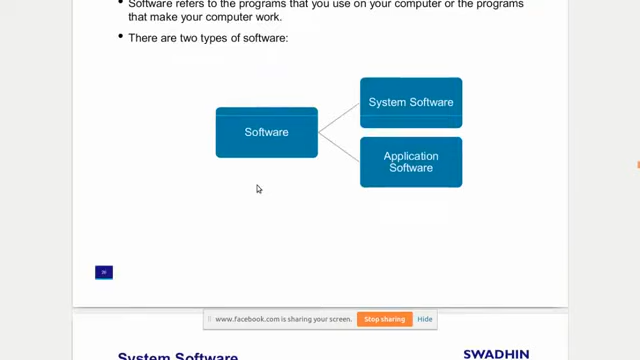 • Software refers to the programs that you use on your computer or the programs
that make your computer work.
• There are two types of software:
System Software
Software
Application
Software
www.facebook.com is sharing your screen. Stop sharing Hide
SWADHIN
System Software